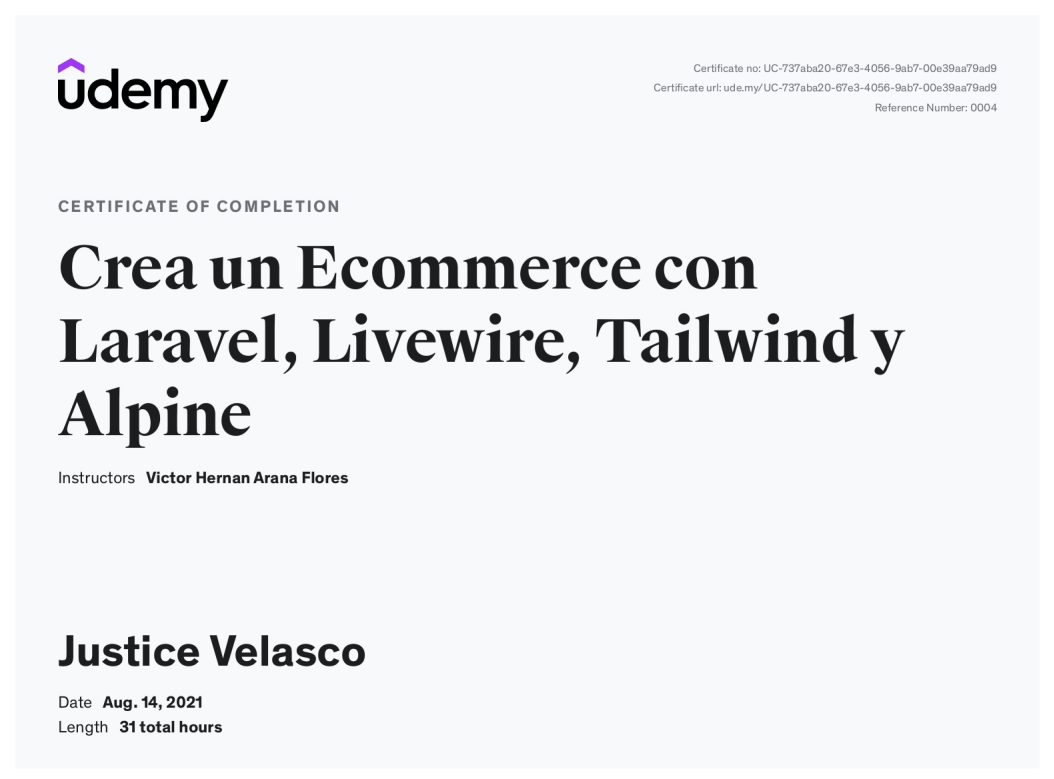 udemy
Certificate no: UC-737aba20-67e3-4056-9ab7-00e39aa79ad9
Certificate url: ude.my/UC-737aba20-67e3-4056-9ab7-00e39aa79ad9
Reference Number: 0004
CERTIFICATE OF COMPLETION
Crea un Ecommerce con
Laravel, Livewire, Tailwind y
Alpine
Instructors Victor Hernan Arana Flores
Justice Velasco
Date Aug. 14, 2021
Length 31 total hours